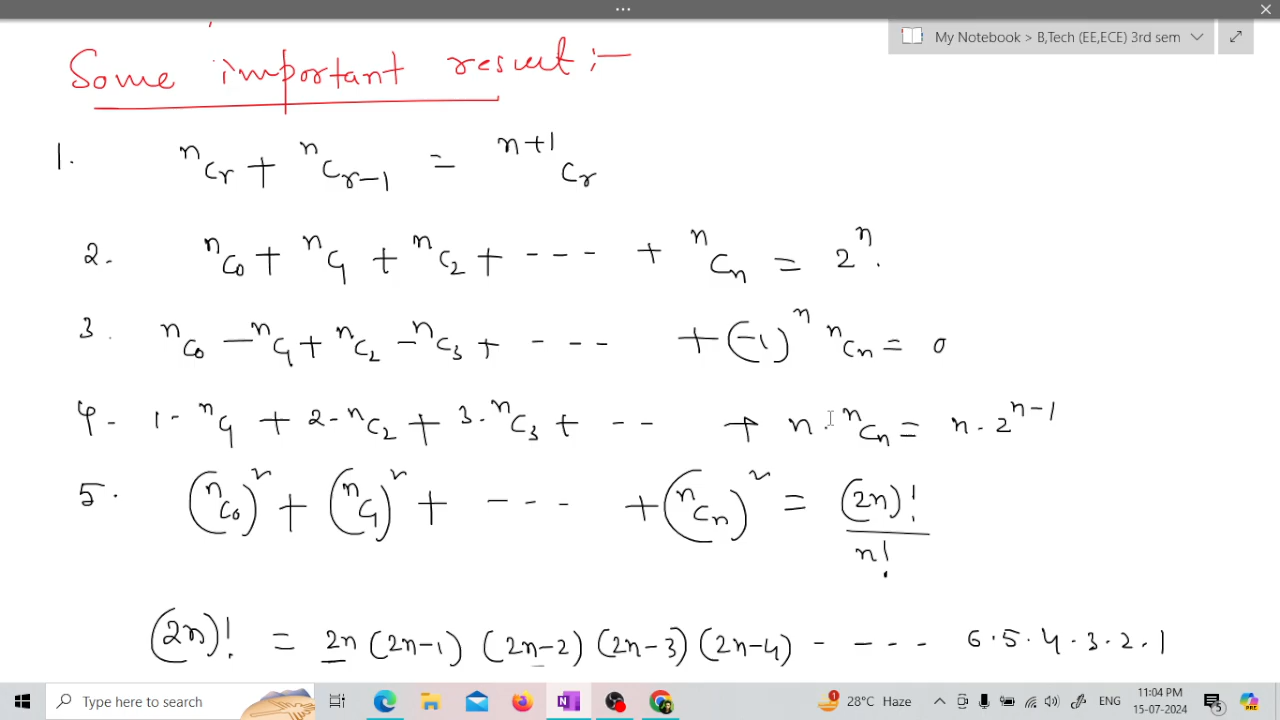 ...
My Notebook > B,Tech (EE,ECE) 3rd sem
Some important result :-
1. ⁿCᵣ + ⁿCᵣ₋₁ = ⁿ⁺¹Cᵣ
2. ⁿC₀ + ⁿC₁ + ⁿC₂ + ---- + ⁿCₙ = 2ⁿ.
3. ⁿC₀ - ⁿC₁ + ⁿC₂ - ⁿC₃ + ---- + (-1)ⁿ ⁿCₙ = 0
4. 1. ⁿC₁ + 2. ⁿC₂ + 3. ⁿC₃ + -- + n. ⁿCₙ = n. 2ⁿ⁻¹
5. (ⁿC₀)² + (ⁿC₁)² + --- + (ⁿCₙ)² = (2n)! / n!
(2n)! = 2n (2n-1) (2n-2) (2n-3) (2n-4) ---- 6.5.4.3.2.1
Type here to search
28°C Haze
ENG
11:04 PM
15-07-2024